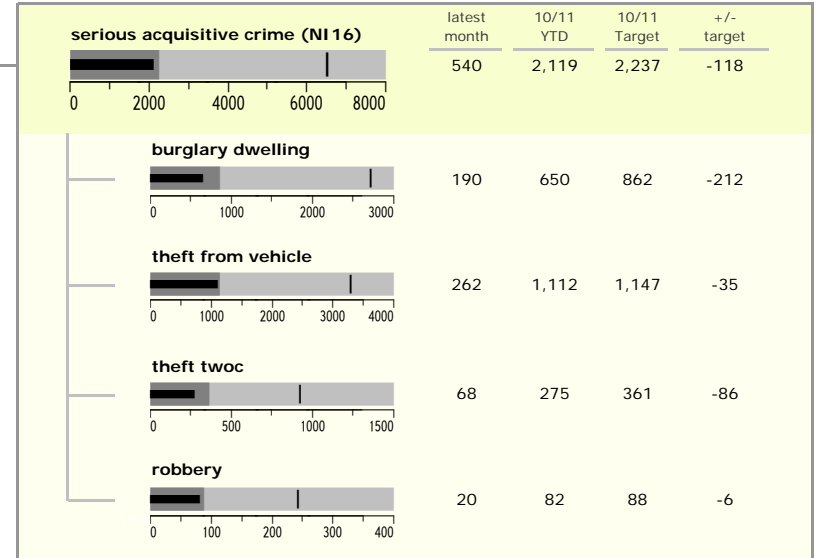 latest 10/11 10/11 +/-
serious acquisitive crime (NI16) month YTD Target target
540 2,119 2,237 -118
0 2000 4000 6000 8000
burglary dwelling
190 650 862 -212
0 1000 2000 3000
theft from vehicle
262 1,112 1,147 -35
0 1000 2000 3000 4000
theft twoc
68 275 361 -86
0 500 1000 1500
robbery
20 82 88 -6
0 100 200 300 400